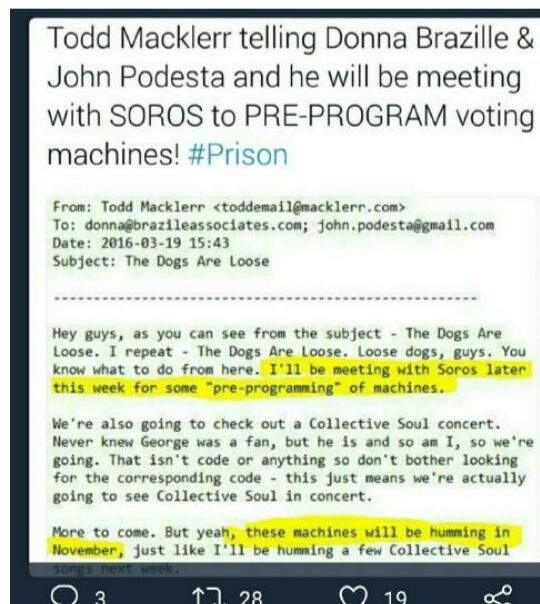 Todd Macklerr telling Donna Brazille &
John Podesta and he will be meeting
with SOROS to PRE-PROGRAM voting
machines! #Prison
From: Todd Macklerr <toddemail@macklerr.com>
To: donna@brazileassociates.com; john.podesta@gmail.com
Date: 2016-03-19 15:43
Subject: The Dogs Are Loose
--------------------------------------------------
Hey guys, as you can see from the subject - The Dogs Are
Loose. I repeat - The Dogs Are Loose. Loose dogs, guys. You
know what to do from here. I'll be meeting with Soros later
this week for some "pre-programming" of machines.
We're also going to check out a Collective Soul concert.
Never knew George was a fan, but he is and so am I, so we're
going. That isn't code or anything so don't bother looking
for the corresponding code - this just means we're actually
going to see Collective Soul in concert.
More to come. But yeah, these machines will be humming in
November, just like I'll be humming a few Collective Soul
songs next week.
3 28 19